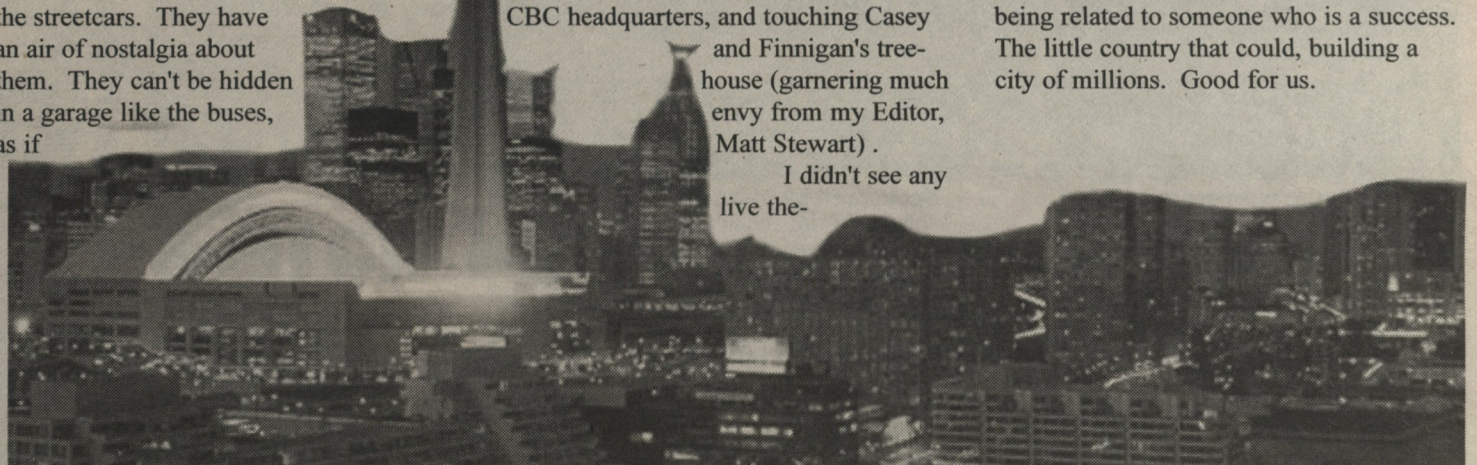 the streetcars. They have
an air of nostalgia about
them. They can't be hidden
in a garage like the buses,
as if
CBC headquarters, and touching Casey
and Finnigan's tree-
house (garnering much
envy from my Editor,
Matt Stewart) .
I didn't see any
live the-
being related to someone who is a success.
The little country that could, building a
city of millions. Good for us.